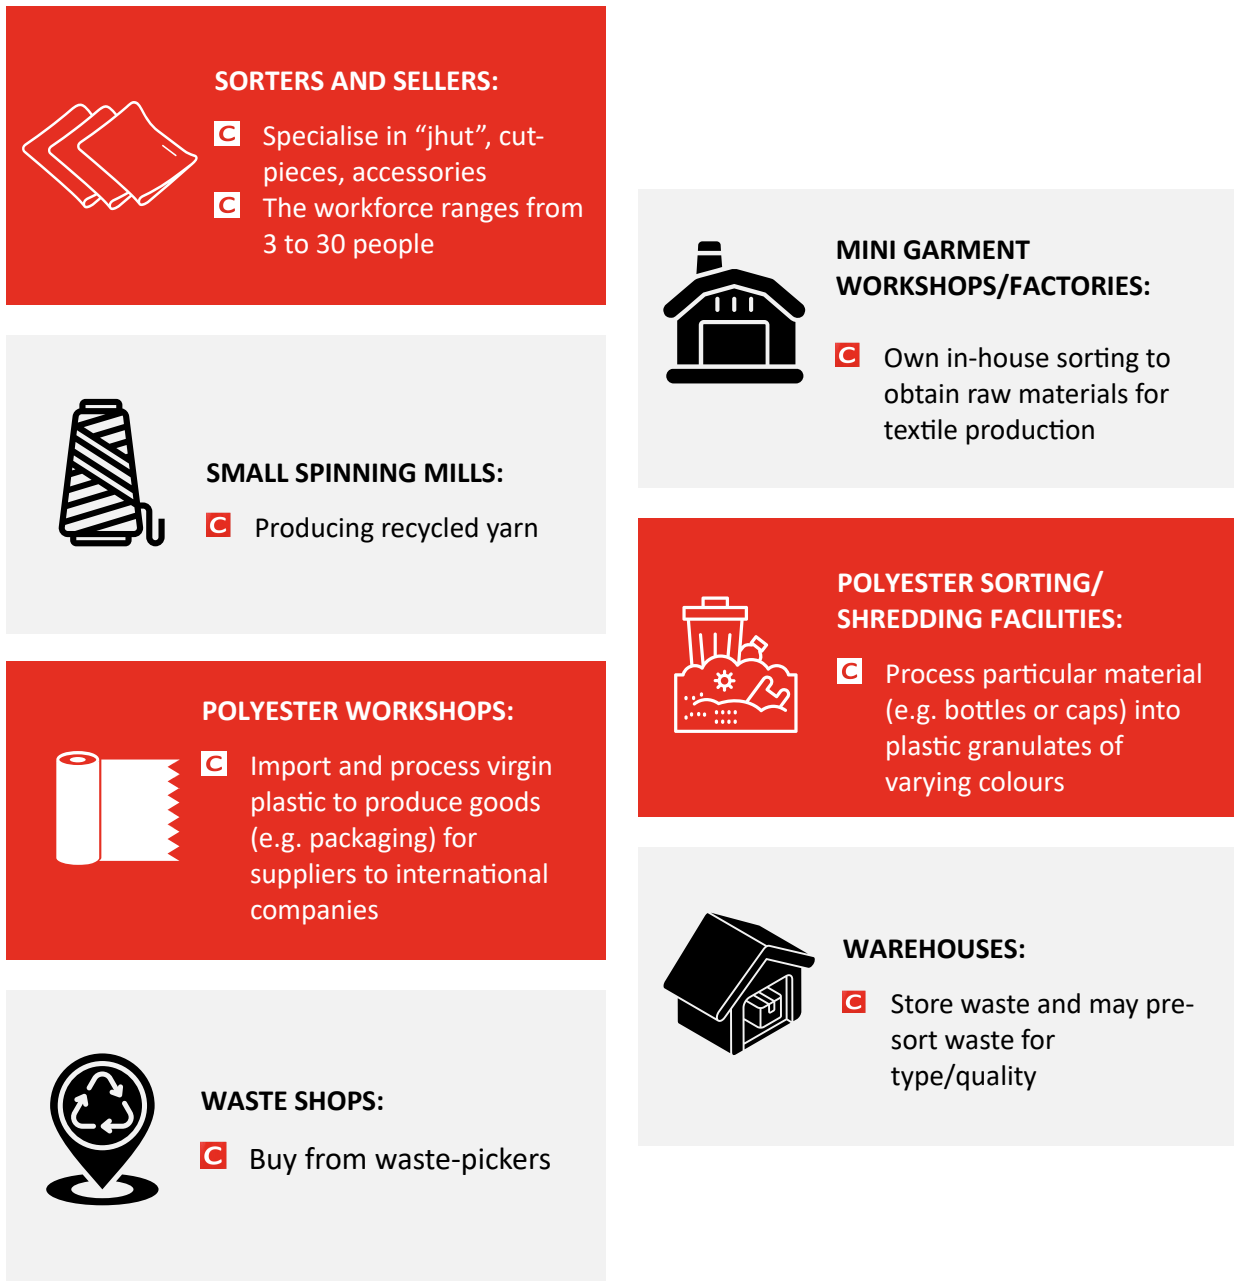 SORTERS AND SELLERS:
C Specialise in “jhut”, cut-
pieces, accessories
C The workforce ranges from
3 to 30 people
SMALL SPINNING MILLS:
C Producing recycled yarn
POLYESTER WORKSHOPS:
C Import and process virgin
plastic to produce goods
(e.g. packaging) for
suppliers to international
companies
WASTE SHOPS:
C Buy from waste-pickers
MINI GARMENT
WORKSHOPS/FACTORIES:
C Own in-house sorting to
obtain raw materials for
textile production
POLYESTER SORTING/
SHREDDING FACILITIES:
C Process particular material
(e.g. bottles or caps) into
plastic granulates of
varying colours
WAREHOUSES:
C Store waste and may pre-
sort waste for
type/quality